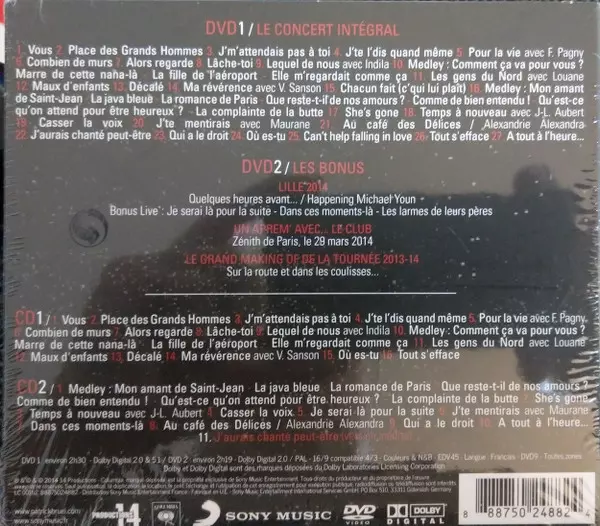 DVD1 / LE CONCERT INTÉGRAL
1. Vous 2. Place des Grands Hommes 3. J'm'attendais pas à toi 4. J'te l'dis quand même 5. Pour la vie avec F. Pagny
6. Combien de murs 7. Alors regarde 8. Lâche-toi 9. Lequel de nous avec Indila 10. Medley : Comment ça va pour vous ?
Marre de cette naha-là - La fille de l'aéroport - Elle m'regardait comme ça 11. Les gens du Nord avec Louane
12. Maux d'enfants 13. Décalé 14. Ma révérence avec V. Sanson 15. Chacun fait (c'qui lui plaît) 16. Medley : Mon amant
de Saint-Jean - La java bleue - La romance de Paris - Que reste-t-il de nos amours ? - Comme de bien entendu ! - Qu'est-ce
qu'on attend pour être heureux ? - La complainte de la butte 17. She's gone 18. Temps à nouveau avec J-L. Aubert
19. Casser la voix 20. J'te mentirais avec Maurane 21. Au café des Délices / Alexandrie Alexandra
22. J'aurais chanté peut-être 23. Qui a le droit 24. Où es-tu 25. Can't help falling in love 26. Tout s'efface 27. A tout à l'heure...
DVD2 / LES BONUS
LILLE 2014
Quelques heures avant... / Happening Michael Youn
Bonus Live : Je serai là pour la suite - Dans ces moments-là - Les larmes de leurs pères
UN APREM' AVEC... LE CLUB
Zénith de Paris, le 29 mars 2014
LE GRAND MAKING OF DE LA TOURNÉE 2013-14
Sur la route et dans les coulisses...
CD1 / 1. Vous 2. Place des Grands Hommes 3. J'm'attendais pas à toi 4. J'te l'dis quand même 5. Pour la vie avec F. Pagny
6. Combien de murs 7. Alors regarde 8. Lâche-toi 9. Lequel de nous avec Indila 10. Medley : Comment ça va pour vous ?
Marre de cette naha-là - La fille de l'aéroport - Elle m'regardait comme ça 11. Les gens du Nord avec Louane
12. Maux d'enfants 13. Décalé 14. Ma révérence avec V. Sanson 15. Où es-tu 16. Tout s'efface
CD2 / 1. Medley : Mon amant de Saint-Jean - La java bleue - La romance de Paris - Que reste-t-il de nos amours ?
Comme de bien entendu ! - Qu'est-ce qu'on attend pour être heureux ? - La complainte de la butte 2. She's gone
3. Temps à nouveau avec J-L. Aubert 4. Casser la voix 5. Je serai là pour la suite 6. J'te mentirais avec Maurane
7. Dans ces moments-là 8. Au café des Délices / Alexandrie Alexandra 9. Qui a le droit 10. A tout à l'heure...
11. J'aurais chanté peut-être
DVD 1 : environ 2h30 - Dolby Digital 2.0 & 5.1 / DVD 2 : environ 2h19 - Dolby Digital 2.0 / PAL - 16/9 compatible 4/3 - Couleurs & N&B - EDV45 - Langue : Français - DVD9 - Toutes zones
Dolby et Dolby Digital sont des marques déposées du Dolby Laboratories Licensing Corporation.
www.sonymusic.fr
SONY MUSIC
DVD VIDEO
DOLBY DIGITAL
8 88750 24882 4